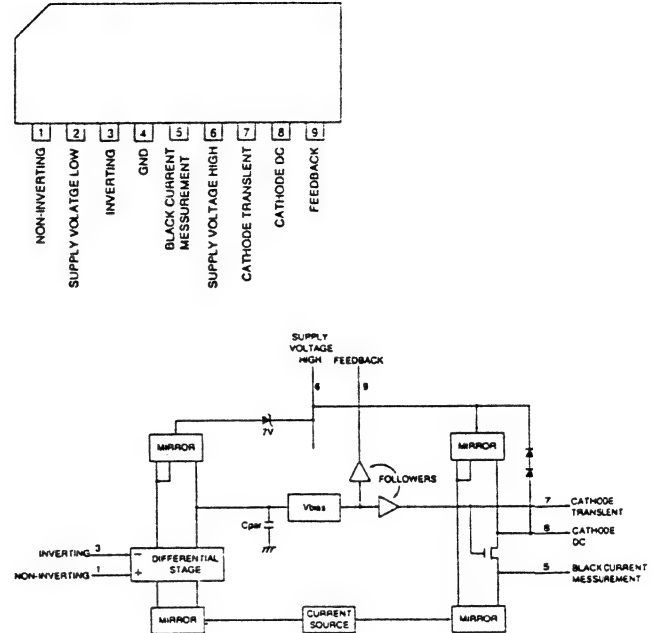 1 2 3 4 5 6 7 8 9
NON-INVERTING
SUPPLY VOLATGE LOW
INVERTING
GND
BLACK CURRENT
MESSUREMENT
SUPPLY VOLTAGE HIGH
CATHODE TRANSLENT
CATHODE DC
FEEDBACK
SUPPLY
VOLTAGE
HIGH FEEDBACK
6 9
7V
MIRROR MIRROR
FOLLOWERS
Vbias
Cpar
7 CATHODE
TRANSLENT
8 CATHODE
DC
INVERTING 3 −
NON-INVERTING 1 +
DIFFERENTIAL
STAGE
5 BLACK CURRENT
MESSUREMENT
MIRROR CURRENT
SOURCE MIRROR